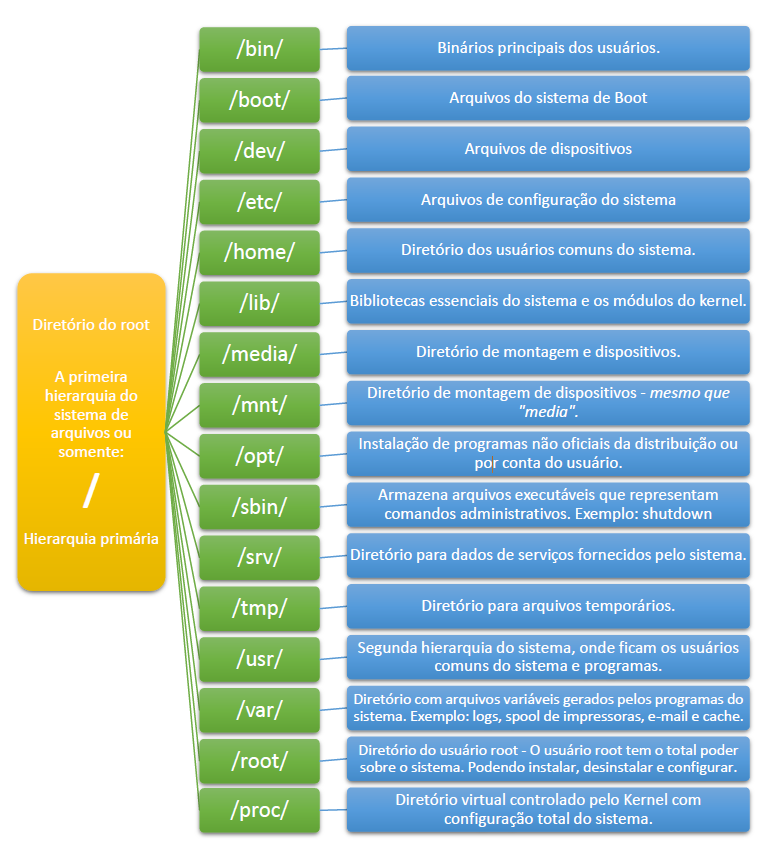 Diretório do root
A primeira
hierarquia do
sistema de
arquivos ou
somente:
/
Hierarquia primária
/bin/
Binários principais dos usuários.
/boot/
Arquivos do sistema de Boot
/dev/
Arquivos de dispositivos
/etc/
Arquivos de configuração do sistema
/home/
Diretório dos usuários comuns do sistema.
/lib/
Bibliotecas essenciais do sistema e os módulos do kernel.
/media/
Diretório de montagem e dispositivos.
/mnt/
Diretório de montagem de dispositivos - mesmo que
"media".
/opt/
Instalação de programas não oficiais da distribuição ou
por conta do usuário.
/sbin/
Armazena arquivos executáveis que representam
comandos administrativos. Exemplo: shutdown
/srv/
Diretório para dados de serviços fornecidos pelo sistema.
/tmp/
Diretório para arquivos temporários.
/usr/
Segunda hierarquia do sistema, onde ficam os usuários
comuns do sistema e programas.
/var/
Diretório com arquivos variáveis gerados pelos programas do
sistema. Exemplo: logs, spool de impressoras, e-mail e cache.
/root/
Diretório do usuário root - O usuário root tem o total poder
sobre o sistema. Podendo instalar, desinstalar e configurar.
/proc/
Diretório virtual controlado pelo Kernel com
configuração total do sistema.